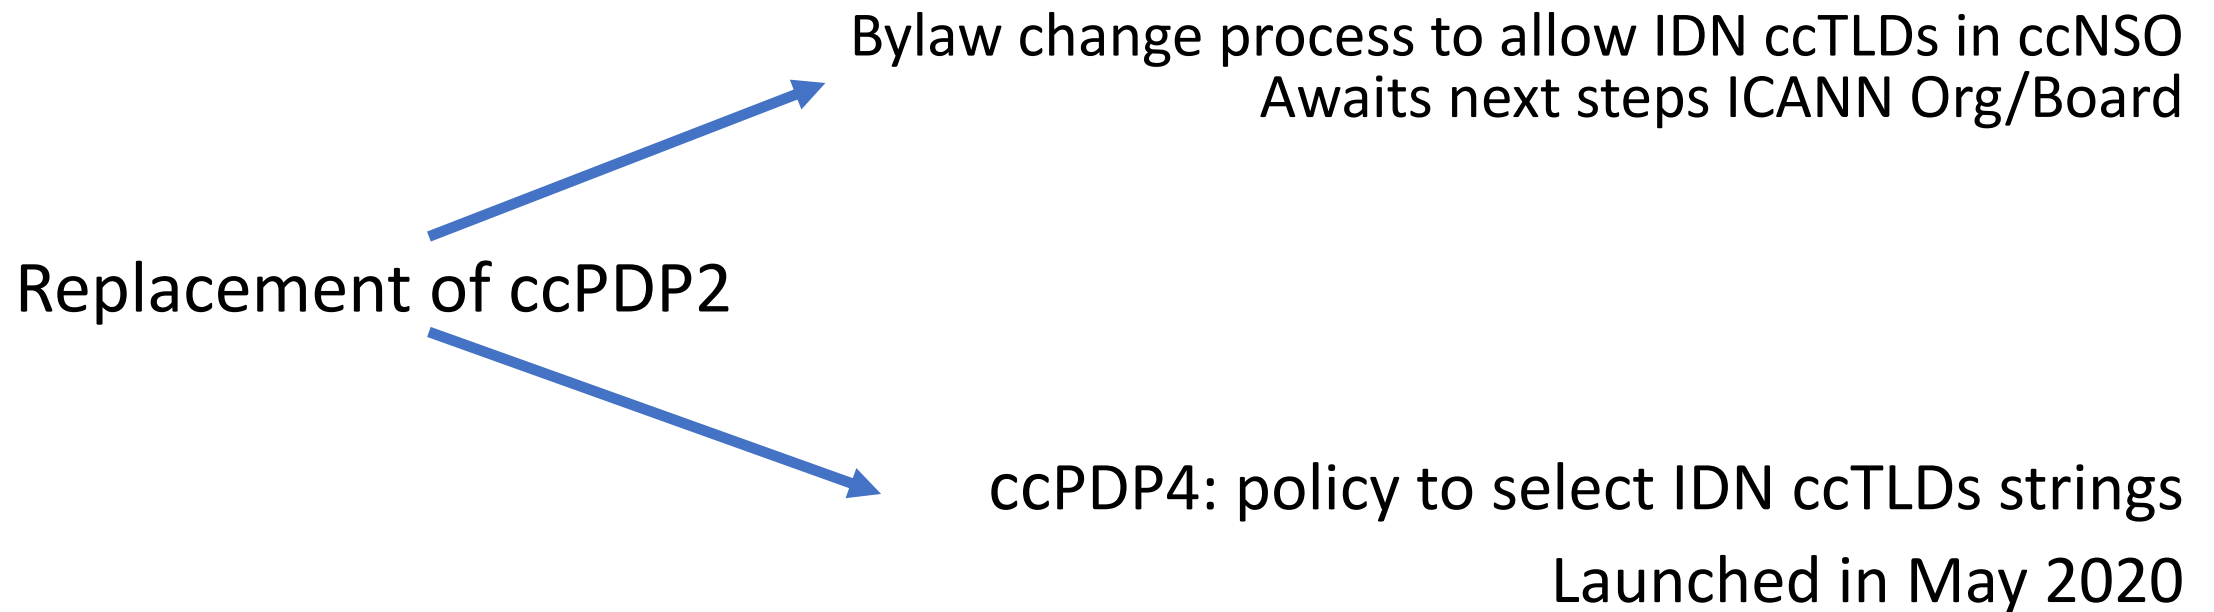 Bylaw change process to allow IDN ccTLDs in ccNSO
Awaits next steps ICANN Org/Board
Replacement of ccPDP2
ccPDP4: policy to select IDN ccTLDs strings
Launched in May 2020